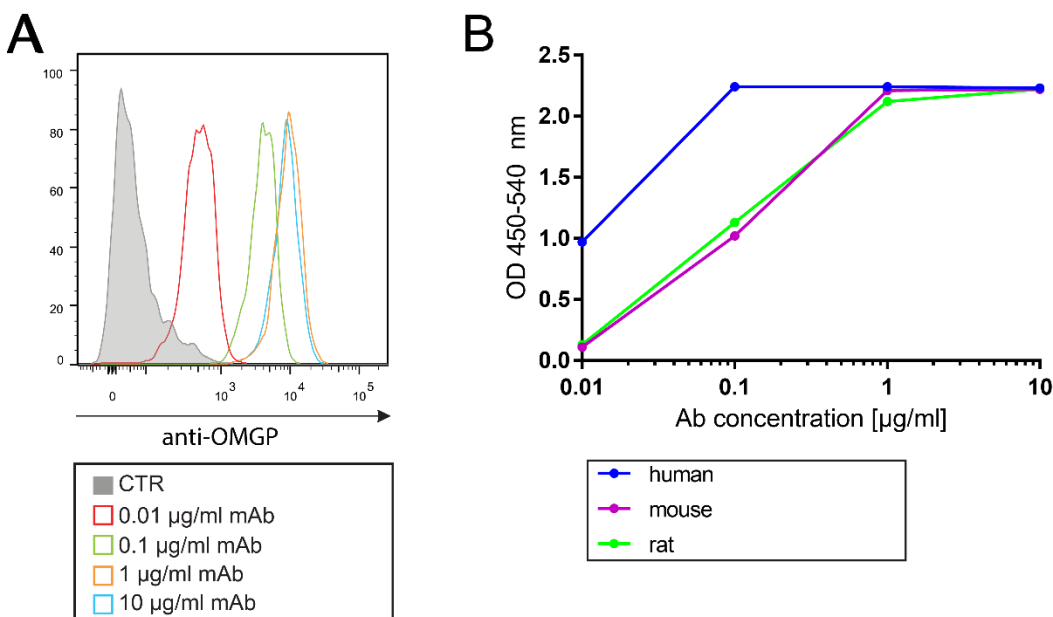 A
100
80
60
40
20
0
0 10³ 10⁴ 10⁵
anti-OMGP
CTR
0.01 µg/ml mAb
0.1 µg/ml mAb
1 µg/ml mAb
10 µg/ml mAb
B
2.5
2.0
1.5
1.0
0.5
0.0
OD 450-540 nm
0.01 0.1 1 10
Ab concentration [µg/ml]
human
mouse
rat